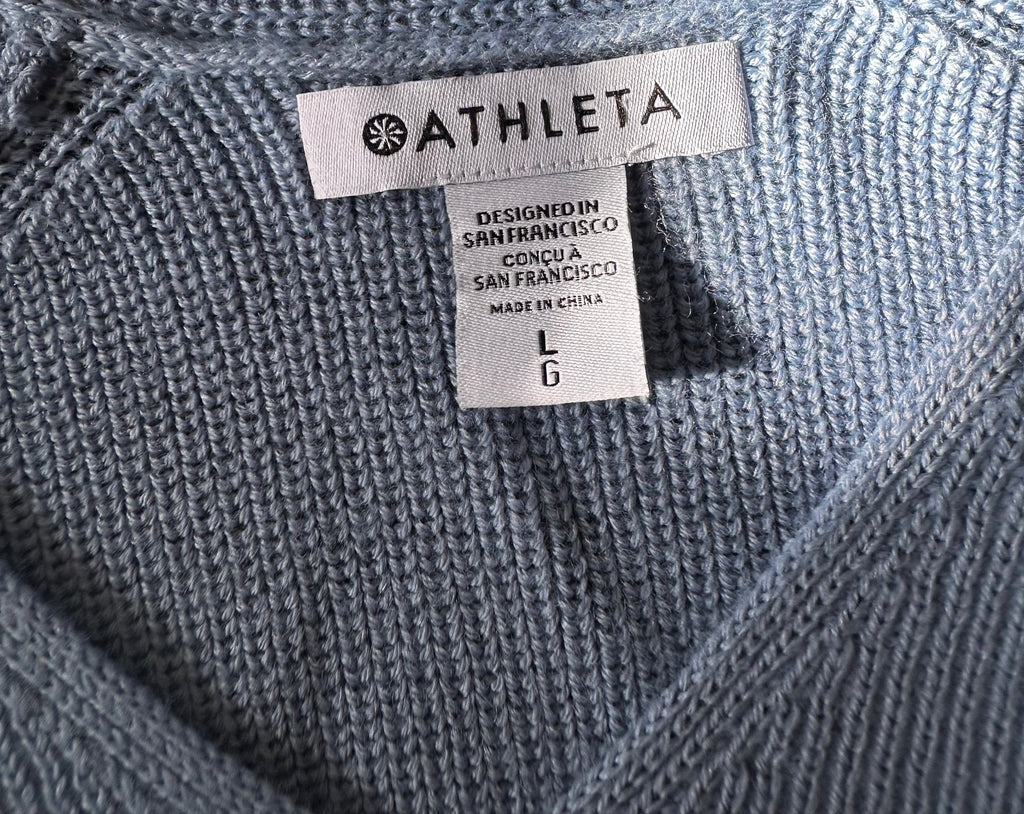 ATHLETA
DESIGNED IN
SAN FRANCISCO
CONÇU À
SAN FRANCISCO
MADE IN CHINA
L
G